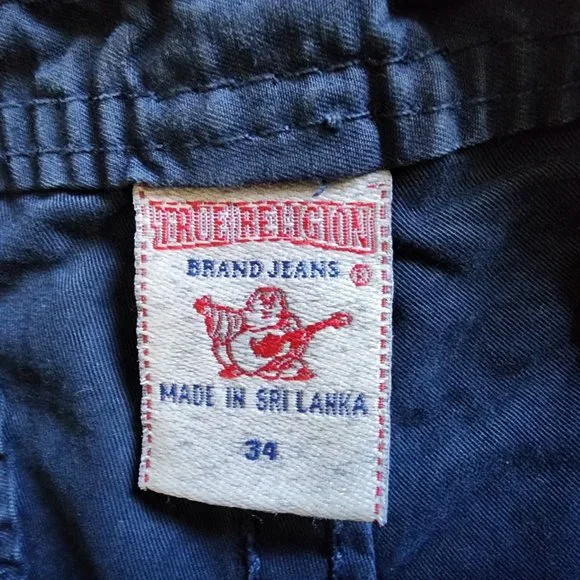 TRUE RELIGION
BRAND JEANS ®
MADE IN SRI LANKA
34